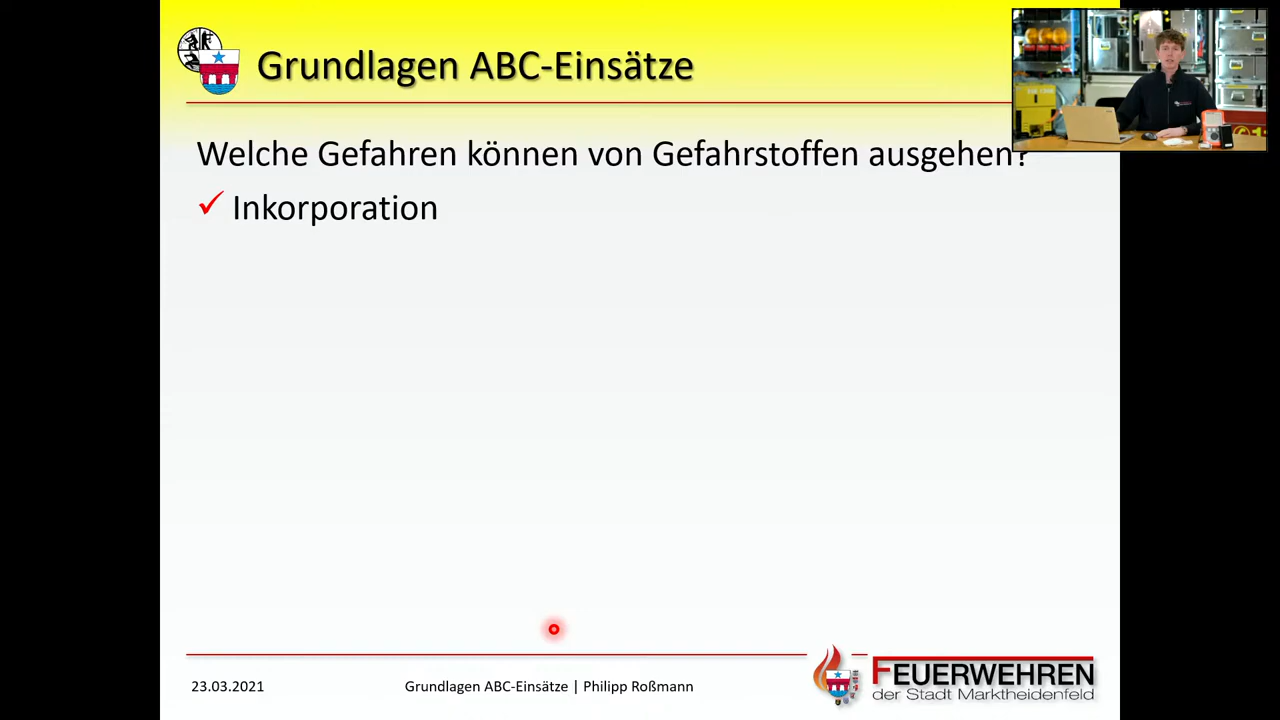 Grundlagen ABC-Einsätze
Welche Gefahren können von Gefahrstoffen ausgehen?
✓ Inkorporation
23.03.2021
Grundlagen ABC-Einsätze | Philipp Roßmann
FEUERWEHREN
der Stadt Marktheidenfeld